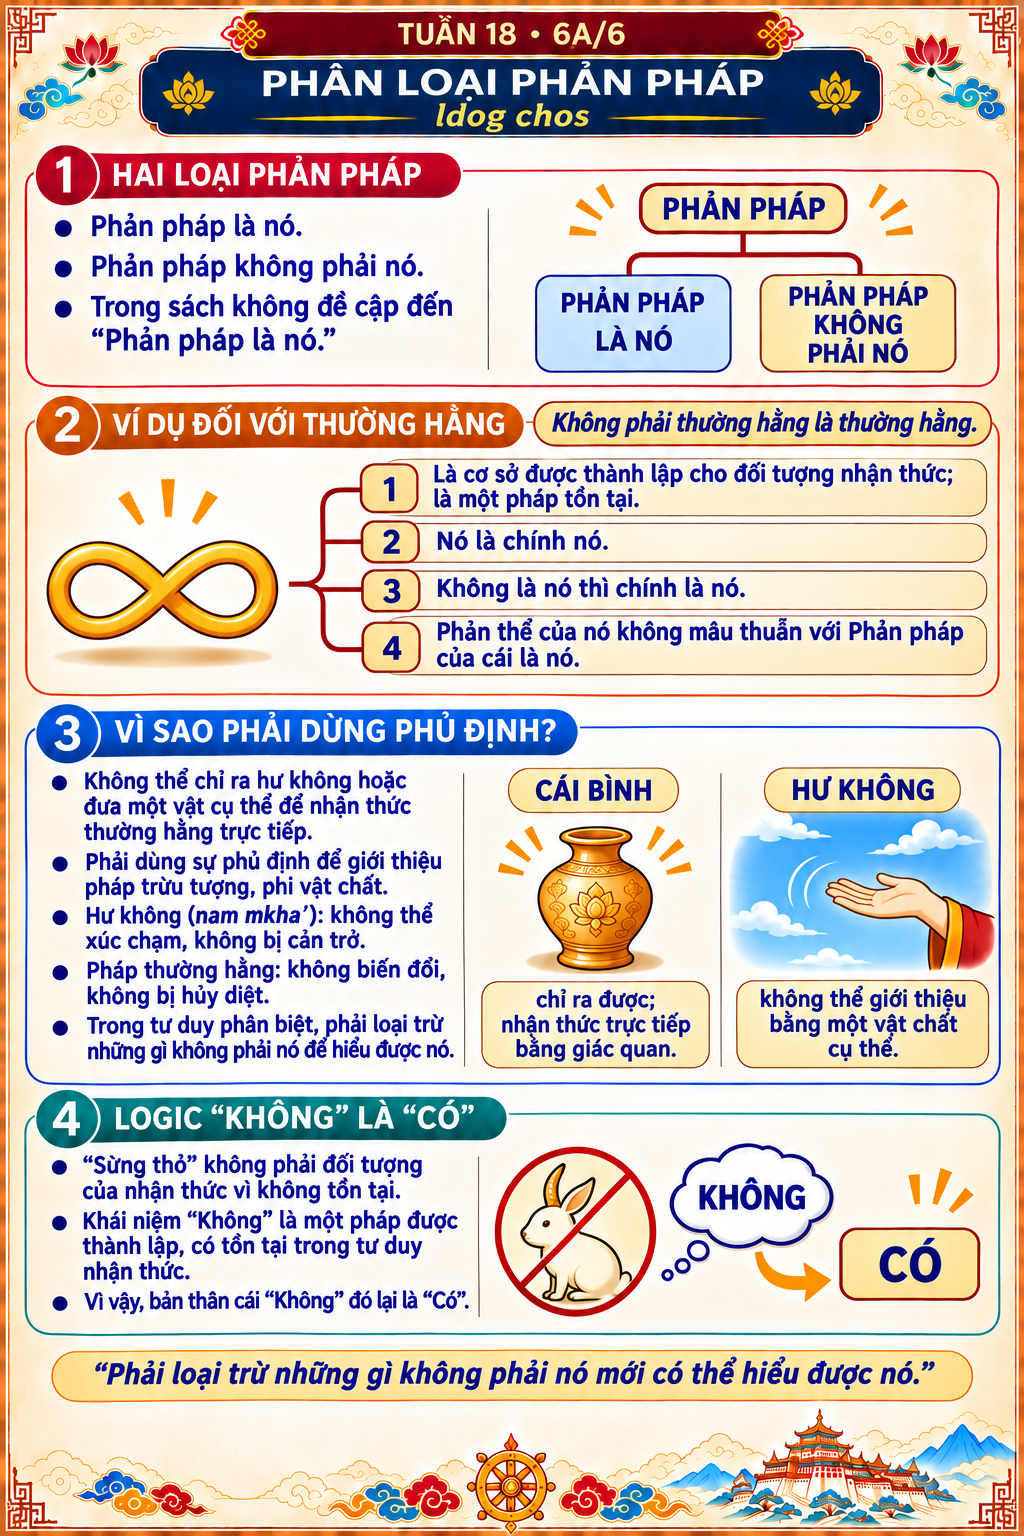 TUẦN 18 • 6A/6
PHÂN LOẠI PHẢN PHÁP
ldog chos
1 HAI LOẠI PHẢN PHÁP
• Phản pháp là nó.
• Phản pháp không phải nó.
• Trong sách không đề cập đến
“Phản pháp là nó.”
PHẢN PHÁP
PHẢN PHÁP
LÀ NÓ
PHẢN PHÁP
KHÔNG
PHẢI NÓ
2 VÍ DỤ ĐỐI VỚI THƯỜNG HẰNG
Không phải thường hằng là thường hằng.
1 Là cơ sở được thành lập cho đối tượng nhận thức;
là một pháp tồn tại.
2 Nó là chính nó.
3 Không là nó thì chính là nó.
4 Phản thể của nó không mâu thuẫn với Phản pháp
của cái là nó.
3 VÌ SAO PHẢI DỪNG PHỦ ĐỊNH?
• Không thể chỉ ra hư không hoặc
đưa một vật cụ thể để nhận thức
thường hằng trực tiếp.
• Phải dùng sự phủ định để giới thiệu
pháp trừu tượng, phi vật chất.
• Hư không (nam mkha’): không thể
xúc chạm, không bị cản trở.
• Pháp thường hằng: không biến đổi,
không bị hủy diệt.
• Trong tư duy phân biệt, phải loại trừ
những gì không phải nó để hiểu được nó.
CÁI BÌNH
chỉ ra được;
nhận thức trực tiếp
bằng giác quan.
HƯ KHÔNG
không thể giới thiệu
bằng một vật chất
cụ thể.
4 LOGIC “KHÔNG” LÀ “CÓ”
• “Sừng thỏ” không phải đối tượng
của nhận thức vì không tồn tại.
• Khái niệm “Không” là một pháp được
thành lập, có tồn tại trong tư duy
nhận thức.
• Vì vậy, bản thân cái “Không” đó lại là “Có”.
KHÔNG
CÓ
“Phải loại trừ những gì không phải nó mới có thể hiểu được nó.”